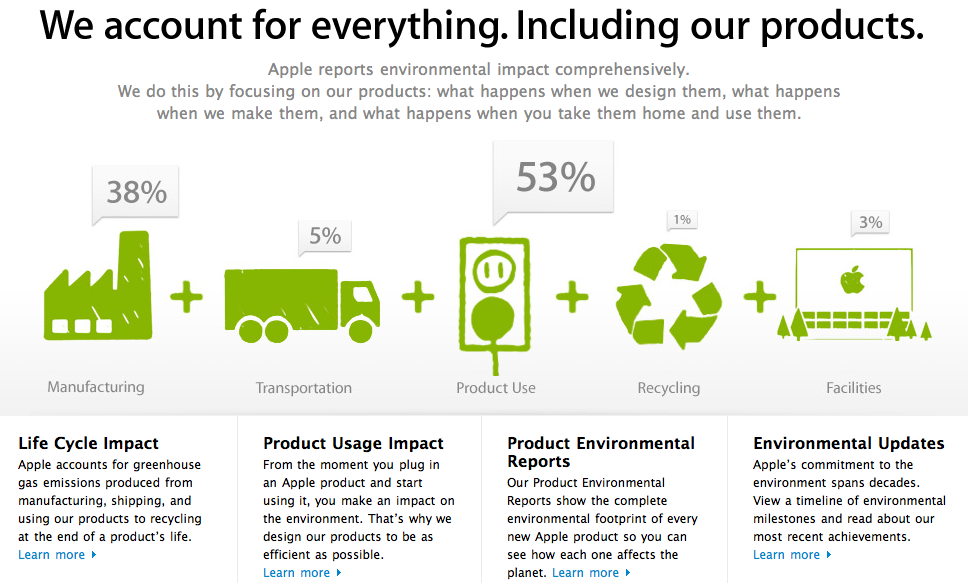 We account for everything. Including our products.
Apple reports environmental impact comprehensively.
We do this by focusing on our products: what happens when we design them, what happens
when we make them, and what happens when you take them home and use them.
38%
5%
53%
1%
3%
Manufacturing
Transportation
Product Use
Recycling
Facilities
Life Cycle Impact
Apple accounts for greenhouse
gas emissions produced from
manufacturing, shipping, and
using our products to recycling
at the end of a product's life.
Learn more
Product Usage Impact
From the moment you plug in
an Apple product and start
using it, you make an impact on
the environment. That's why we
design our products to be as
efficient as possible.
Learn more
Product Environmental
Reports
Our Product Environmental
Reports show the complete
environmental footprint of every
new Apple product so you can
see how each one affects the
planet. Learn more
Environmental Updates
Apple's commitment to the
environment spans decades.
View a timeline of environmental
milestones and read about our
most recent achievements.
Learn more